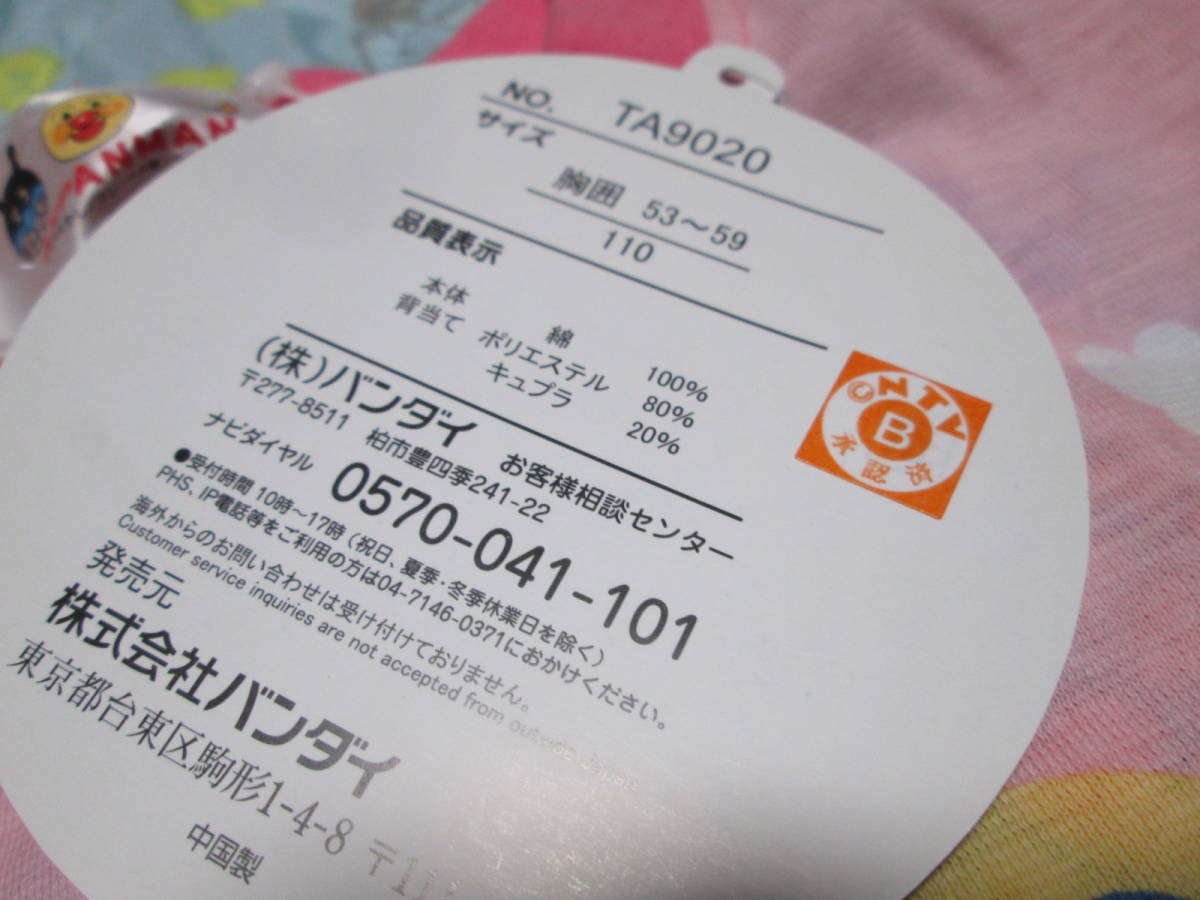 ANMAN
NO. TA9020
サイズ
胸囲 53～59
110
品質表示
本体 綿 100%
背当て ポリエステル 80%
キュプラ 20%
©NTV
B
承認済
(株)バンダイ お客様相談センター
〒277-8511 柏市豊四季241-22
ナビダイヤル 0570-041-101
●受付時間 10時～17時(祝日、夏季・冬季休業日を除く)
PHS、IP電話等をご利用の方は04-7146-0371におかけください。
海外からのお問い合わせは受け付けておりません。
Customer service inquiries are not accepted from outside Japan
発売元
株式会社バンダイ
東京都台東区駒形1-4-8 〒11
中国製